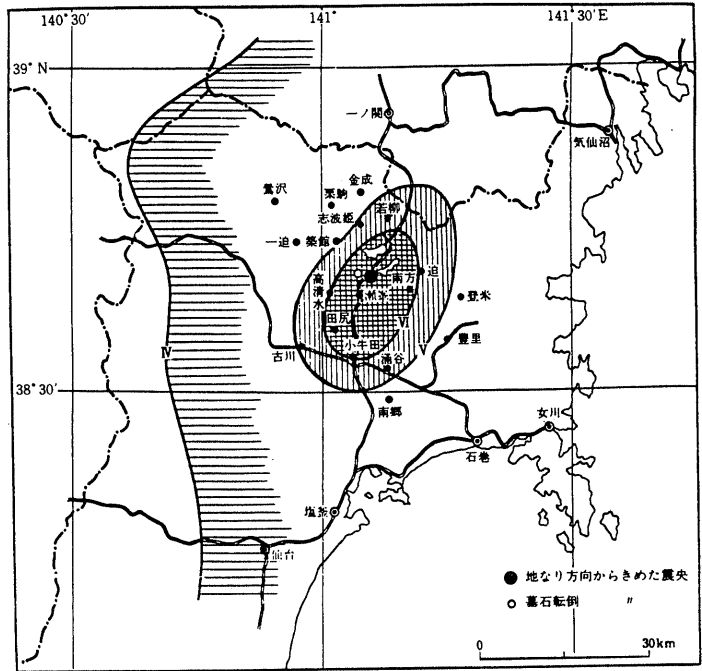 140°30′
141°
141°30′E
39°N
一ノ関
気仙沼
鶯沢
栗駒
金成
志波姫
若柳
一迫
築館
高清水
南方
迫
登米
田尻
Ⅵ
Ⅴ
Ⅳ
小牛田
豊里
古川
涌谷
38°30′
南郷
女川
石巻
塩釜
仙台
地なり方向からきめた震央
墓石転倒 〃
0 30km